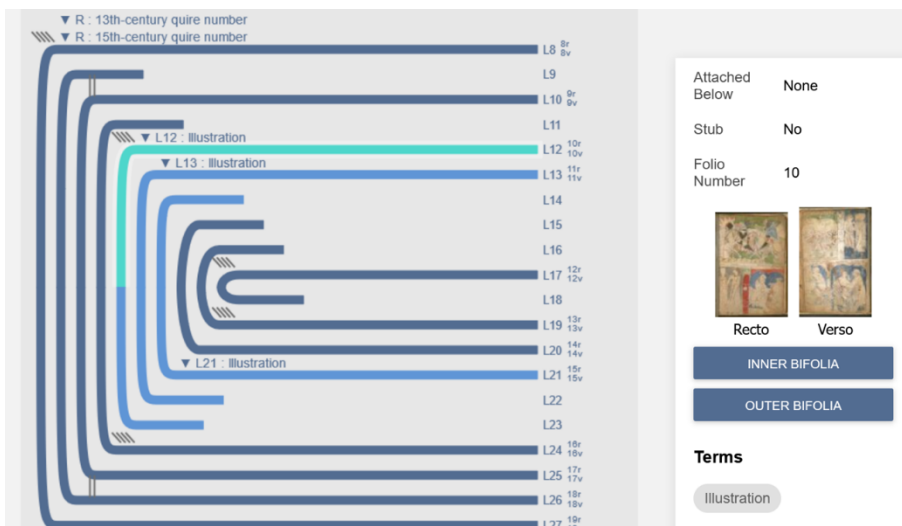 ▼ R : 13th-century quire number
▼ R : 15th-century quire number
L8 8r 8v
L9
L10 9r 9v
L11
▼ L12 : Illustration
L12 10r 10v
▼ L13 : Illustration
L13 11r 11v
L14
L15
L16
L17 12r 12v
L18
L19 13r 13v
L20 14r 14v
▼ L21 : Illustration
L21 15r 15v
L22
L23
L24 16r 16v
L25 17r 17v
L26 18r 18v
L27 19r
Attached
Below
None
Stub No
Folio
Number
10
Recto Verso
INNER BIFOLIA
OUTER BIFOLIA
Terms
Illustration